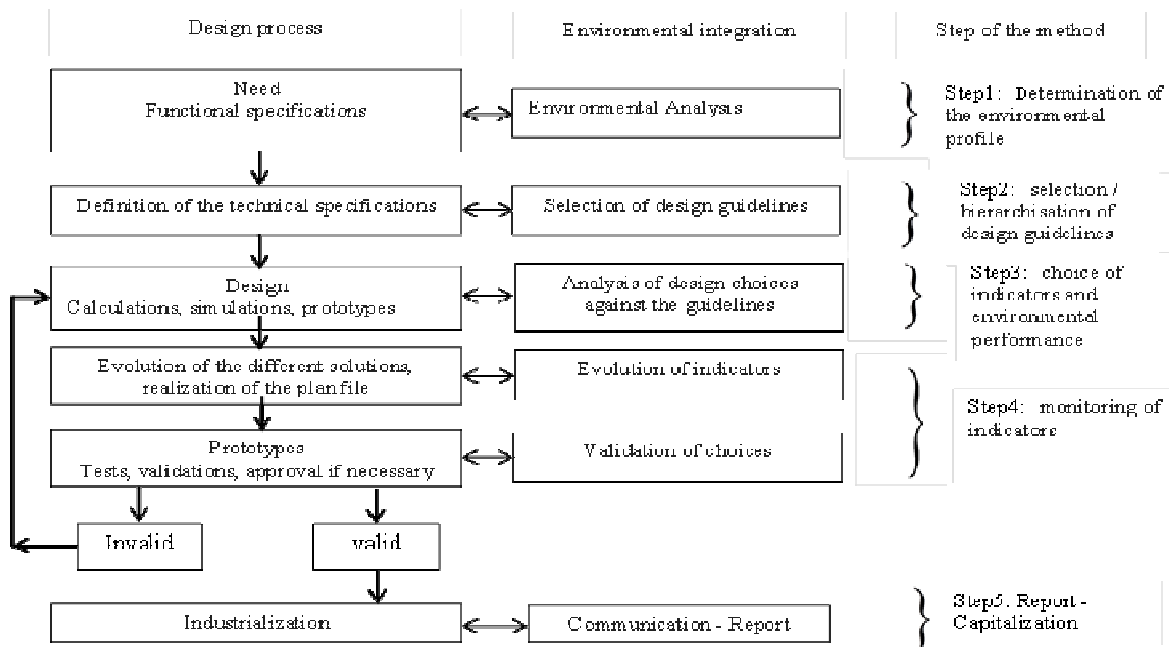 Design process
Environmental integration
Step of the method
Need
Functional specifications
Environmental Analysis
Step1: Determination of
the environmental
profile
Definition of the technical specifications
Selection of design guidelines
Step2: selection /
hierarchisation of
design guidelines
Design
Calculations, simulations, prototypes
Analysis of design choices
against the guidelines
Step3: choice of
indicators and
environmental
performance
Evolution of the different solutions,
realization of the plan file
Evolution of indicators
Step4: monitoring of
indicators
Prototypes
Tests, validations, approval if necessary
Validation of choices
Invalid
valid
Industrialization
Communication - Report
Step5. Report -
Capitalization